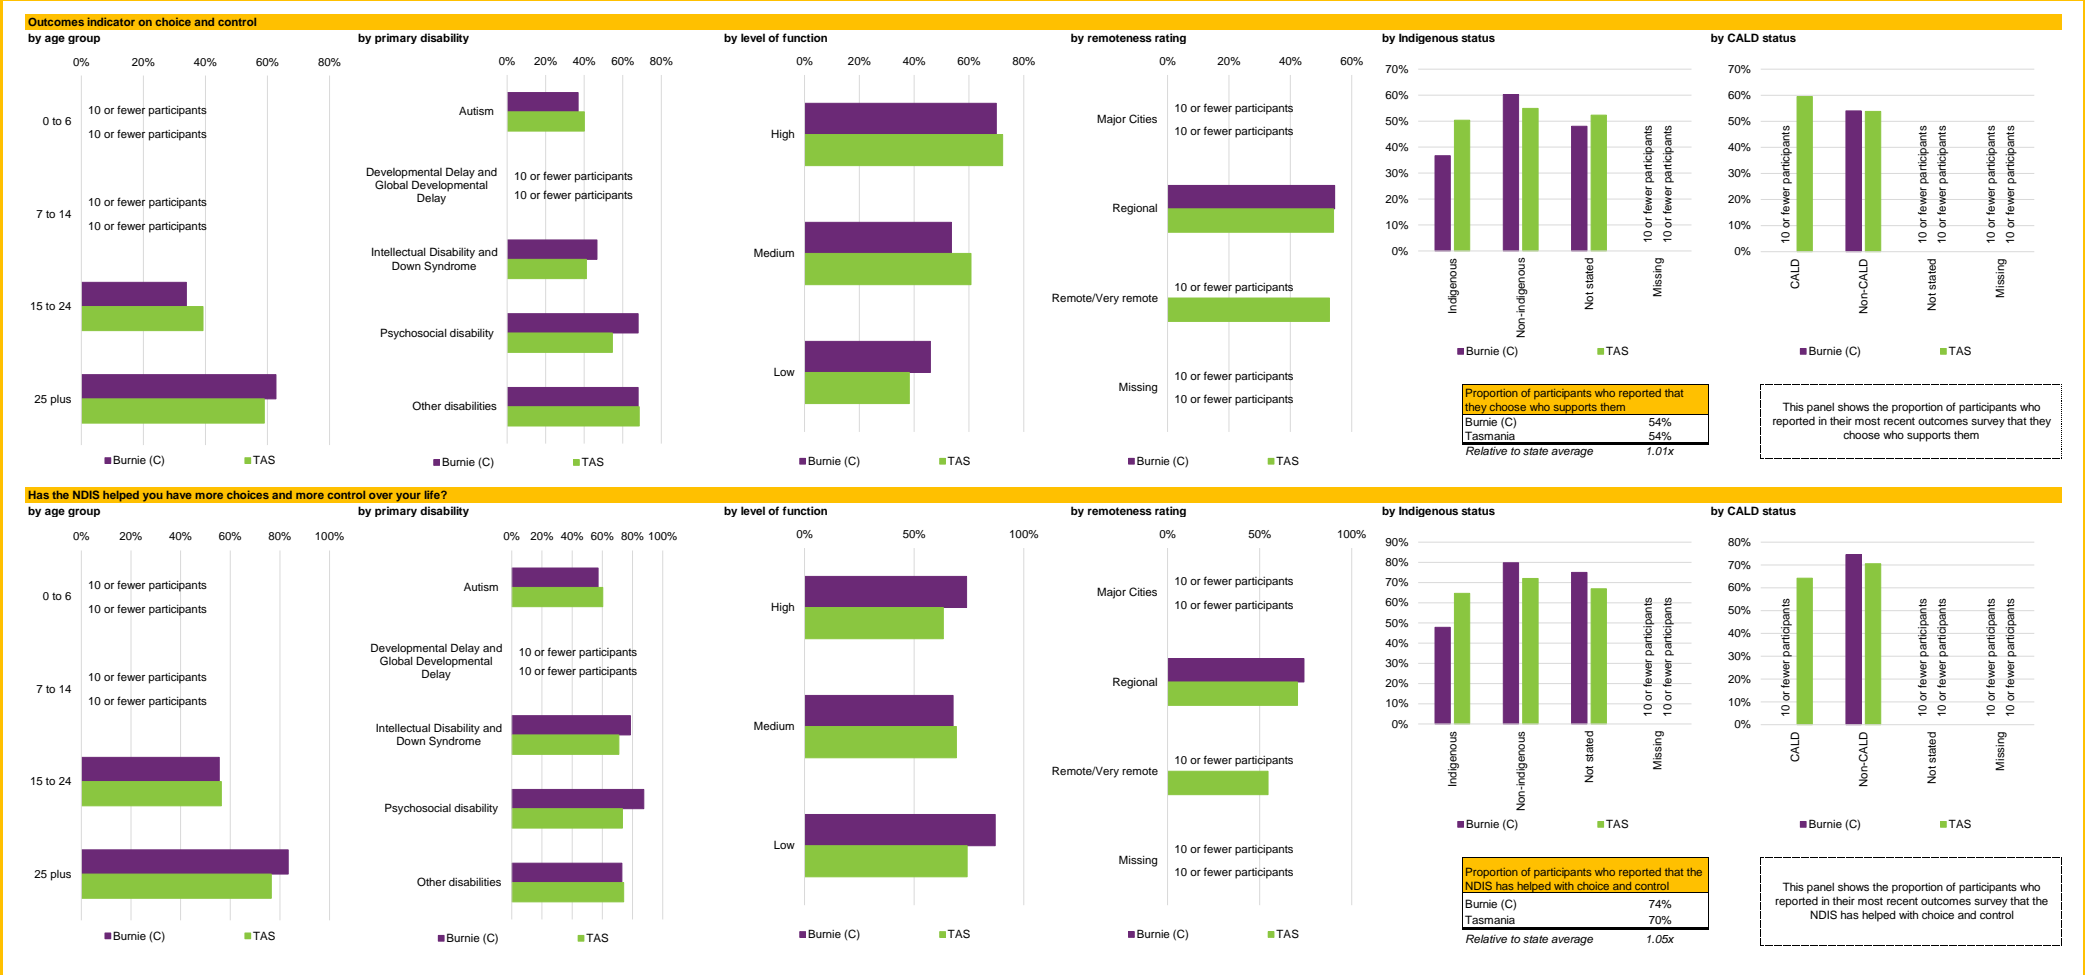 Outcomes indicator on choice and control
by age group
0% 20% 40% 60% 80%
0 to 6
10 or fewer participants
10 or fewer participants
7 to 14
10 or fewer participants
10 or fewer participants
15 to 24
25 plus
Burnie (C) TAS
by primary disability
0% 20% 40% 60% 80%
Autism
Developmental Delay and
Global Developmental
Delay
10 or fewer participants
10 or fewer participants
Intellectual Disability and
Down Syndrome
Psychosocial disability
Other disabilities
Burnie (C) TAS
by level of function
0% 20% 40% 60% 80%
High
Medium
Low
Burnie (C) TAS
by remoteness rating
0% 20% 40% 60%
Major Cities
10 or fewer participants
10 or fewer participants
Regional
Remote/Very remote
10 or fewer participants
Missing
10 or fewer participants
10 or fewer participants
Burnie (C) TAS
by Indigenous status
70%
60%
50%
40%
30%
20%
10%
0%
10 or fewer participants
10 or fewer participants
Indigenous
Non-indigenous
Not stated
Missing
Burnie (C) TAS
by CALD status
70%
60%
50%
40%
30%
20%
10%
0%
10 or fewer participants
10 or fewer participants
10 or fewer participants
10 or fewer participants
10 or fewer participants
CALD
Non-CALD
Not stated
Missing
Burnie (C) TAS
Proportion of participants who reported that
they choose who supports them
Burnie (C) 54%
Tasmania 54%
Relative to state average 1.01x
This panel shows the proportion of participants who
reported in their most recent outcomes survey that they
choose who supports them
Has the NDIS helped you have more choices and more control over your life?
by age group
0% 20% 40% 60% 80% 100%
0 to 6
10 or fewer participants
10 or fewer participants
7 to 14
10 or fewer participants
10 or fewer participants
15 to 24
25 plus
Burnie (C) TAS
by primary disability
0% 20% 40% 60% 80% 100%
Autism
Developmental Delay and
Global Developmental
Delay
10 or fewer participants
10 or fewer participants
Intellectual Disability and
Down Syndrome
Psychosocial disability
Other disabilities
Burnie (C) TAS
by level of function
0% 50% 100%
High
Medium
Low
Burnie (C) TAS
by remoteness rating
0% 50% 100%
Major Cities
10 or fewer participants
10 or fewer participants
Regional
Remote/Very remote
10 or fewer participants
Missing
10 or fewer participants
10 or fewer participants
Burnie (C) TAS
by Indigenous status
90%
80%
70%
60%
50%
40%
30%
20%
10%
0%
10 or fewer participants
10 or fewer participants
Indigenous
Non-indigenous
Not stated
Missing
Burnie (C) TAS
by CALD status
80%
70%
60%
50%
40%
30%
20%
10%
0%
10 or fewer participants
10 or fewer participants
10 or fewer participants
10 or fewer participants
10 or fewer participants
CALD
Non-CALD
Not stated
Missing
Burnie (C) TAS
Proportion of participants who reported that the
NDIS has helped with choice and control
Burnie (C) 74%
Tasmania 70%
Relative to state average 1.05x
This panel shows the proportion of participants who
reported in their most recent outcomes survey that the
NDIS has helped with choice and control